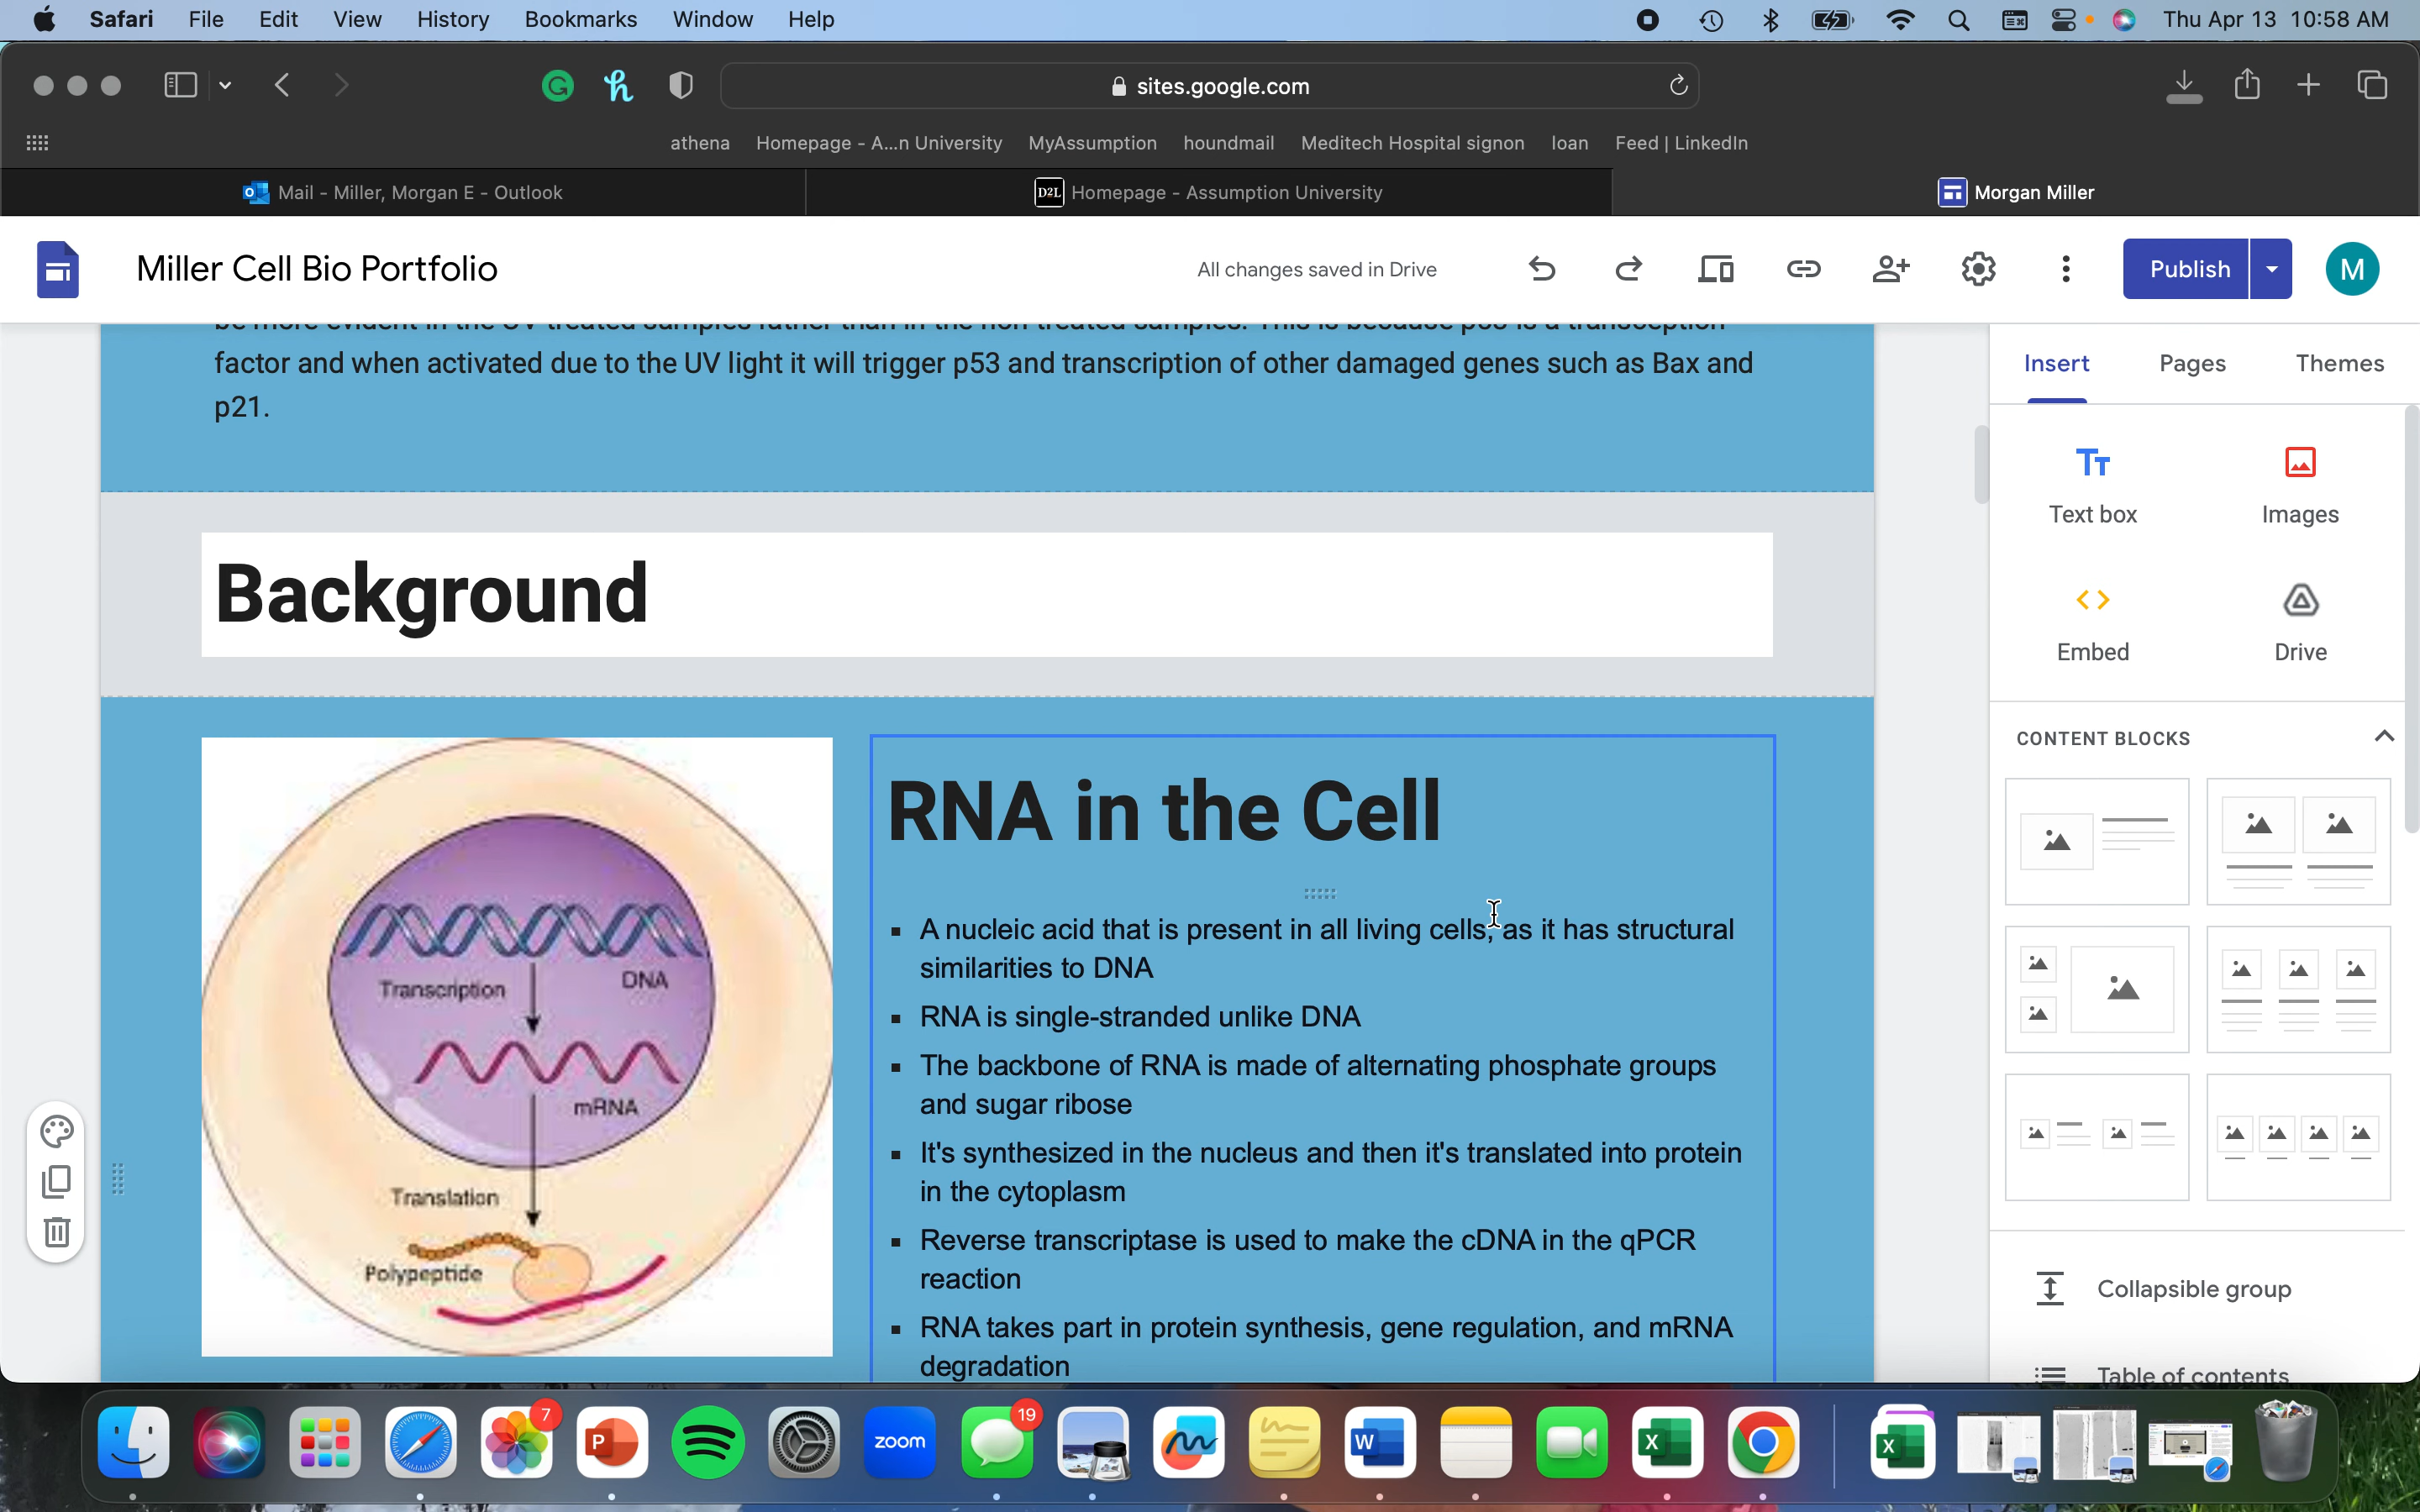 Safari File Edit View History Bookmarks Window Help Thu Apr 13 10:58 AM
sites.google.com
athena Homepage - A...n University MyAssumption houndmail Meditech Hospital signon loan Feed | LinkedIn
Mail - Miller, Morgan E - Outlook D2L Homepage - Assumption University Morgan Miller
Miller Cell Bio Portfolio All changes saved in Drive Publish M
factor and when activated due to the UV light it will trigger p53 and transcription of other damaged genes such as Bax and
p21.
Background
RNA in the Cell
A nucleic acid that is present in all living cells, as it has structural
similarities to DNA
RNA is single-stranded unlike DNA
The backbone of RNA is made of alternating phosphate groups
and sugar ribose
It's synthesized in the nucleus and then it's translated into protein
in the cytoplasm
Reverse transcriptase is used to make the cDNA in the qPCR
reaction
RNA takes part in protein synthesis, gene regulation, and mRNA
degradation
DNA
Transcription
mRNA
Translation
Polypeptide
Insert Pages Themes
Text box Images
Embed Drive
CONTENT BLOCKS
Collapsible group
Table of contents
7 P zoom 19 W X X